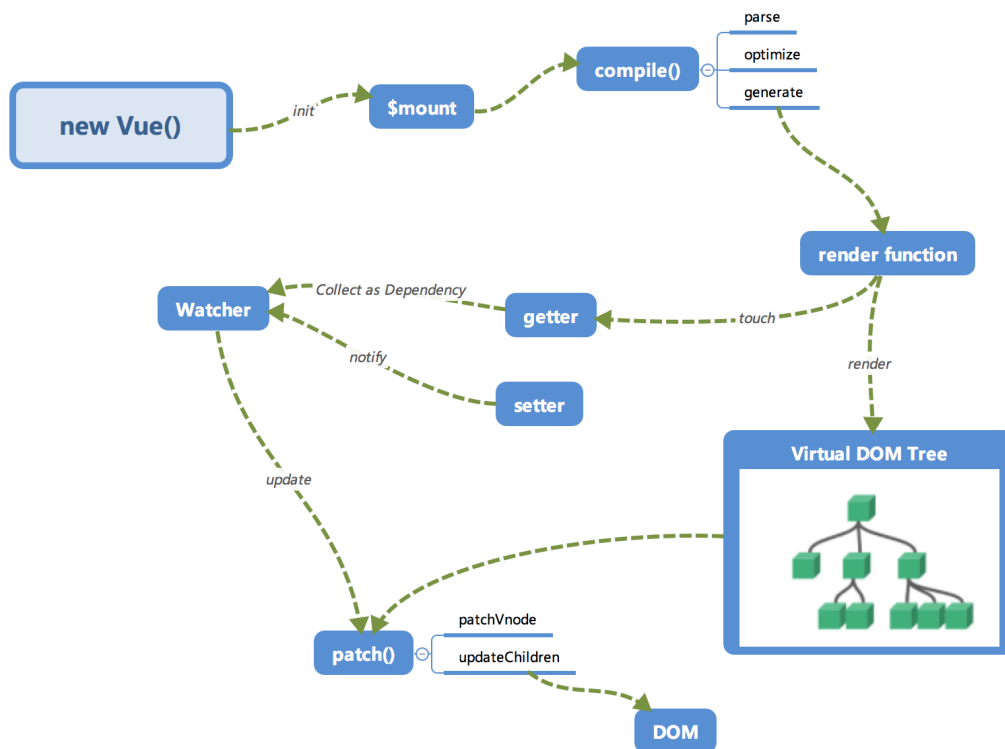 parse
compile()
optimize
generate
new Vue()
init
$mount
render function
Watcher
Collect as Dependency
getter
touch
notify
render
setter
Virtual DOM Tree
update
patchVnode
patch()
updateChildren
DOM